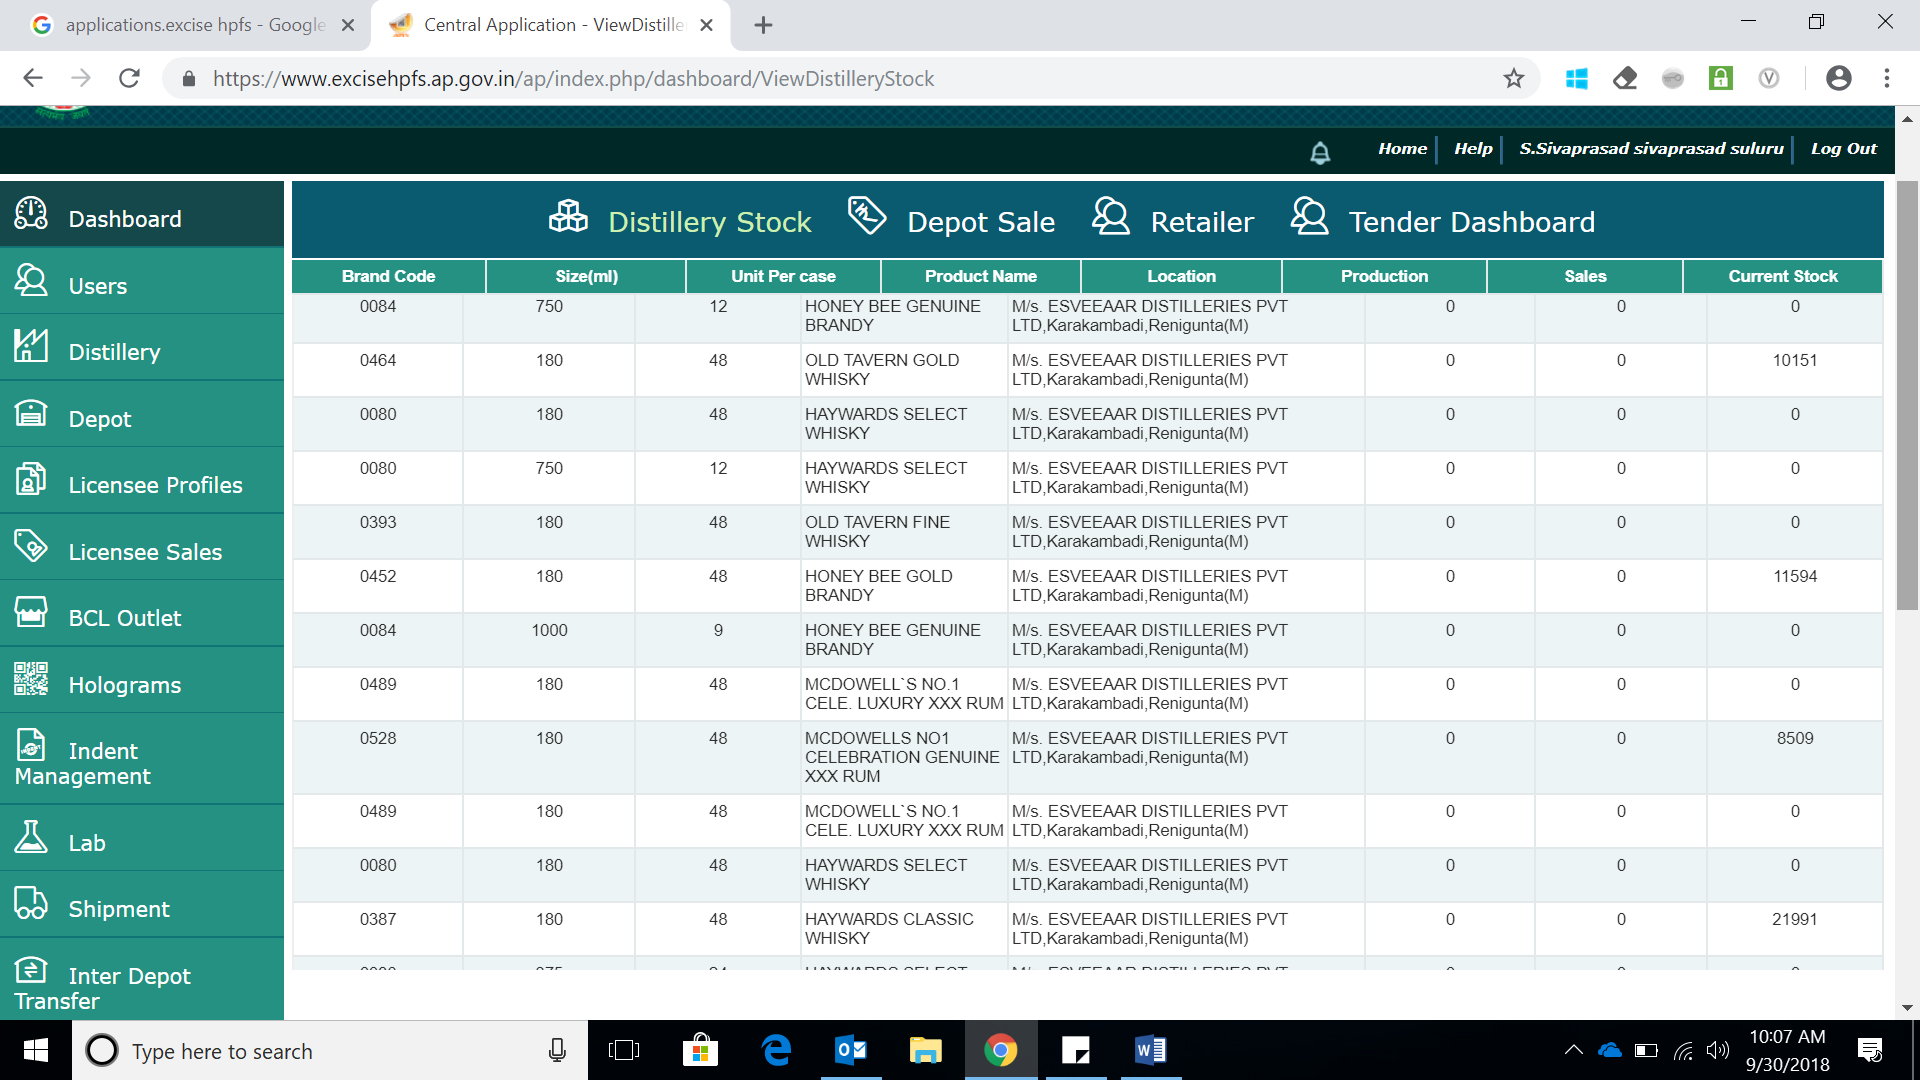 applications.excise hpfs - Google
Central Application - ViewDistille
https://www.excisehpfs.ap.gov.in/ap/index.php/dashboard/ViewDistilleryStock
Home Help S.Sivaprasad sivaprasad suluru Log Out
Dashboard
Users
Distillery
Depot
Licensee Profiles
Licensee Sales
BCL Outlet
Holograms
Indent
Management
Lab
Shipment
Inter Depot
Transfer
Distillery Stock Depot Sale Retailer Tender Dashboard
Brand Code Size(ml) Unit Per case Product Name Location Production Sales Current Stock
0084 750 12 HONEY BEE GENUINE M/s. ESVEEAAR DISTILLERIES PVT 0 0 0
BRANDY LTD,Karakambadi,Renigunta(M)
0464 180 48 OLD TAVERN GOLD M/s. ESVEEAAR DISTILLERIES PVT 0 0 10151
WHISKY LTD,Karakambadi,Renigunta(M)
0080 180 48 HAYWARDS SELECT M/s. ESVEEAAR DISTILLERIES PVT 0 0 0
WHISKY LTD,Karakambadi,Renigunta(M)
0080 750 12 HAYWARDS SELECT M/s. ESVEEAAR DISTILLERIES PVT 0 0 0
WHISKY LTD,Karakambadi,Renigunta(M)
0393 180 48 OLD TAVERN FINE M/s. ESVEEAAR DISTILLERIES PVT 0 0 0
WHISKY LTD,Karakambadi,Renigunta(M)
0452 180 48 HONEY BEE GOLD M/s. ESVEEAAR DISTILLERIES PVT 0 0 11594
BRANDY LTD,Karakambadi,Renigunta(M)
0084 1000 9 HONEY BEE GENUINE M/s. ESVEEAAR DISTILLERIES PVT 0 0 0
BRANDY LTD,Karakambadi,Renigunta(M)
0489 180 48 MCDOWELL`S NO.1 M/s. ESVEEAAR DISTILLERIES PVT 0 0 0
CELE. LUXURY XXX RUM LTD,Karakambadi,Renigunta(M)
0528 180 48 MCDOWELLS NO1 M/s. ESVEEAAR DISTILLERIES PVT 0 0 8509
CELEBRATION GENUINE LTD,Karakambadi,Renigunta(M)
XXX RUM
0489 180 48 MCDOWELL`S NO.1 M/s. ESVEEAAR DISTILLERIES PVT 0 0 0
CELE. LUXURY XXX RUM LTD,Karakambadi,Renigunta(M)
0080 180 48 HAYWARDS SELECT M/s. ESVEEAAR DISTILLERIES PVT 0 0 0
WHISKY LTD,Karakambadi,Renigunta(M)
0387 180 48 HAYWARDS CLASSIC M/s. ESVEEAAR DISTILLERIES PVT 0 0 21991
WHISKY LTD,Karakambadi,Renigunta(M)
Type here to search
10:07 AM
9/30/2018